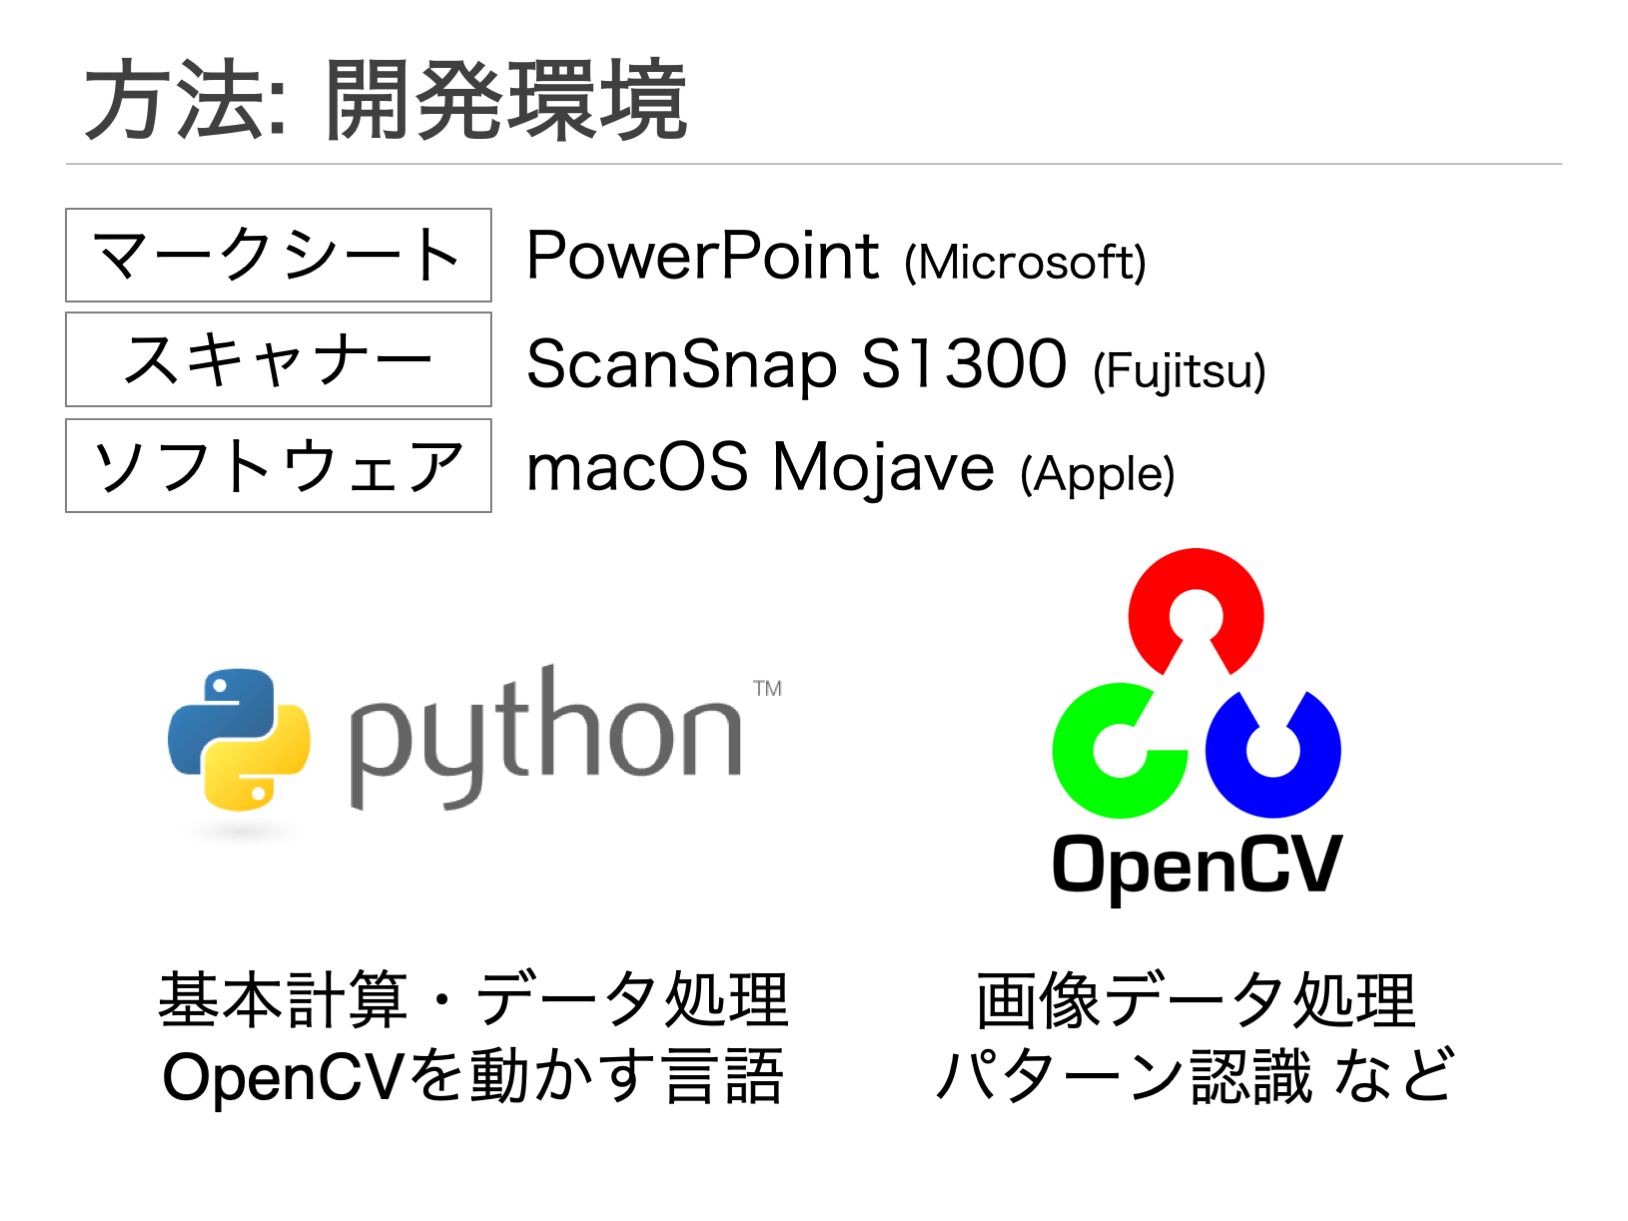 方法: 開発環境
マークシート PowerPoint (Microsoft)
スキャナー ScanSnap S1300 (Fujitsu)
ソフトウェア macOS Mojave (Apple)
python™
OpenCV
基本計算・データ処理
OpenCVを動かす言語
画像データ処理
パターン認識 など